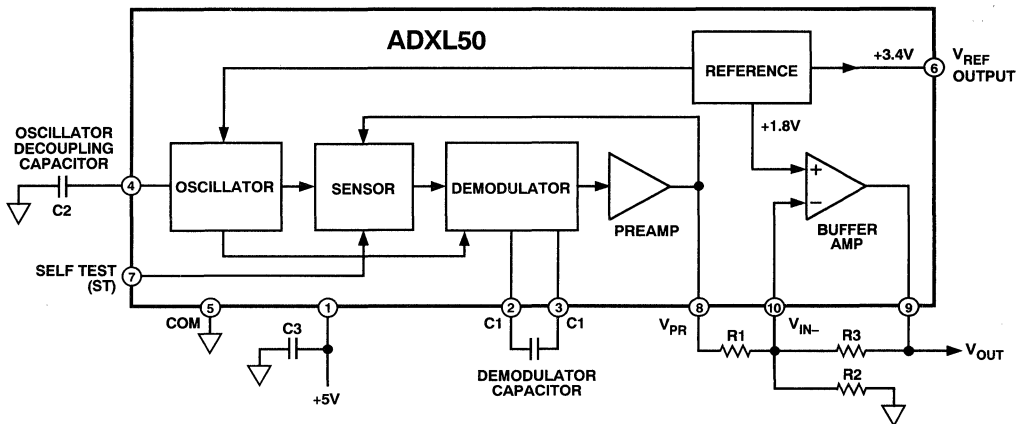 ADXL50
REFERENCE
+3.4V
6
VREF
OUTPUT
+1.8V
OSCILLATOR
DECOUPLING
CAPACITOR
C2
4
OSCILLATOR
SENSOR
DEMODULATOR
PREAMP
+
−
BUFFER
AMP
SELF TEST
(ST)
7
5
COM
1
C3
+5V
2
C1
3
C1
DEMODULATOR
CAPACITOR
8
VPR
10
VIN−
9
R1
R3
R2
VOUT